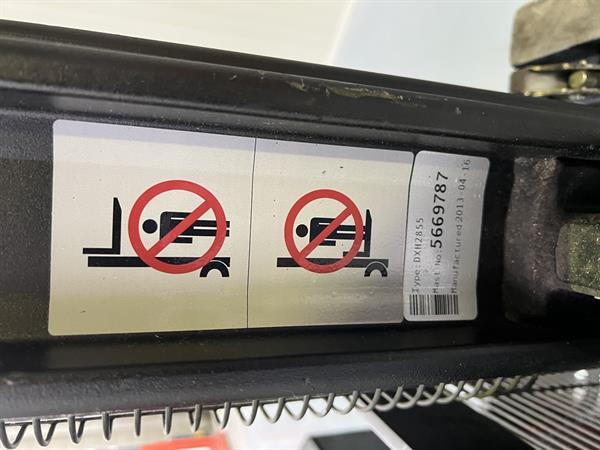 Type:DXH2855
Mast No:5669787
Manufactured 2013-04-16